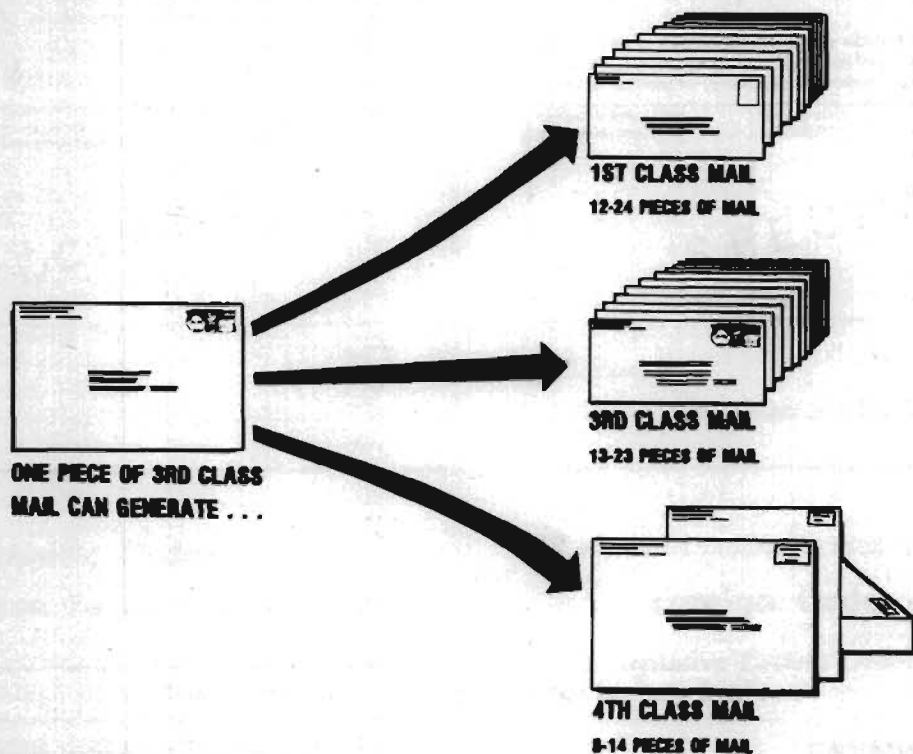 1ST CLASS MAIL
12-24 PIECES OF MAIL
3RD CLASS MAIL
13-23 PIECES OF MAIL
ONE PIECE OF 3RD CLASS
MAIL CAN GENERATE . . .
4TH CLASS MAIL
8-14 PIECES OF MAIL